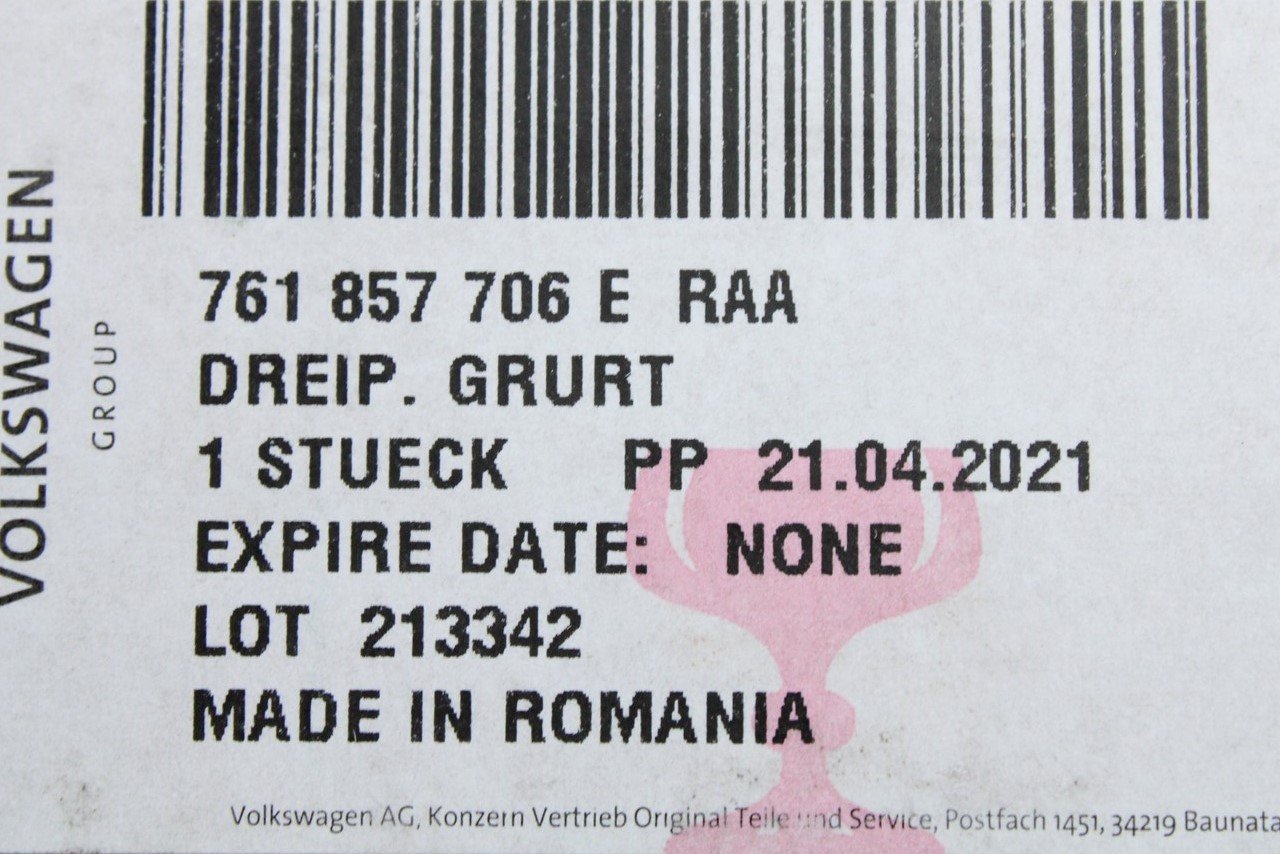 VOLKSWAGEN
GROUP
761 857 706 E RAA
DREIP. GRURT
1 STUECK PP 21.04.2021
EXPIRE DATE: NONE
LOT 213342
MADE IN ROMANIA
Volkswagen AG, Konzern Vertrieb Original Teile und Service, Postfach 1451, 34219 Baunata